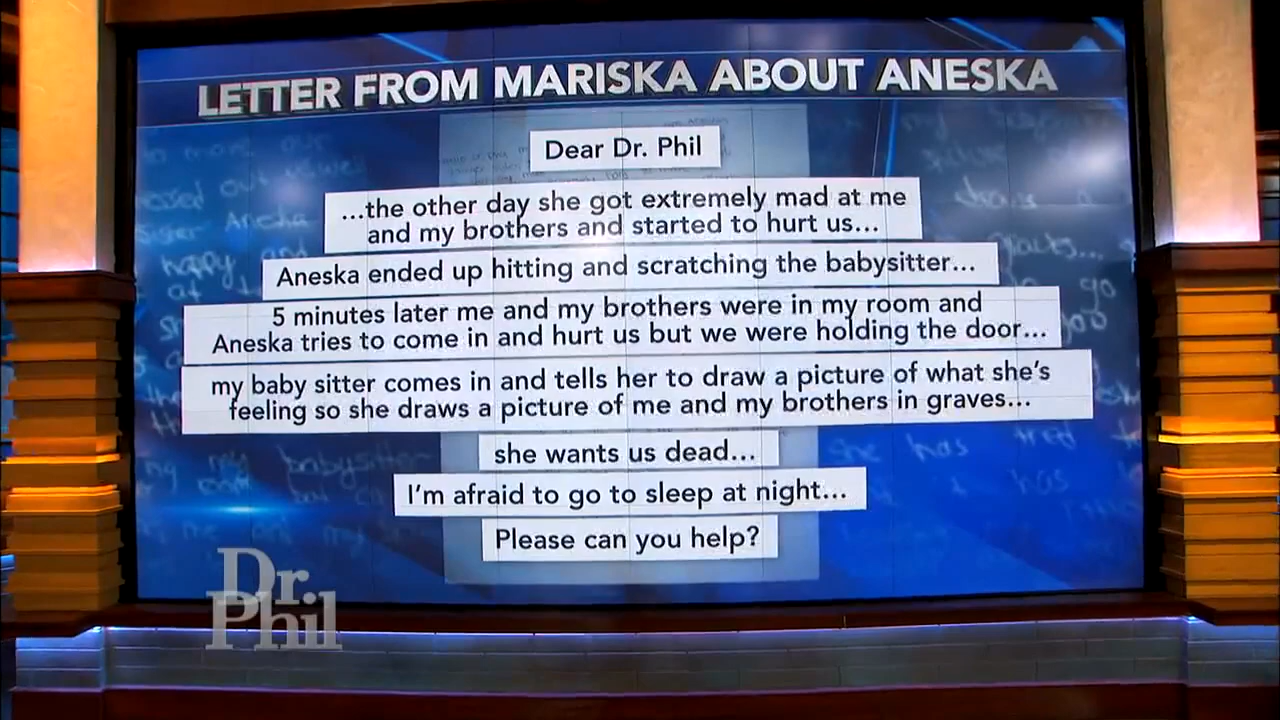 LETTER FROM MARISKA ABOUT ANESKA
Dear Dr. Phil
...the other day she got extremely mad at me
and my brothers and started to hurt us...
Aneska ended up hitting and scratching the babysitter...
5 minutes later me and my brothers were in my room and
Aneska tries to come in and hurt us but we were holding the door...
my baby sitter comes in and tells her to draw a picture of what she's
feeling so she draws a picture of me and my brothers in graves...
she wants us dead...
I'm afraid to go to sleep at night...
Please can you help?
Dr.
Phil